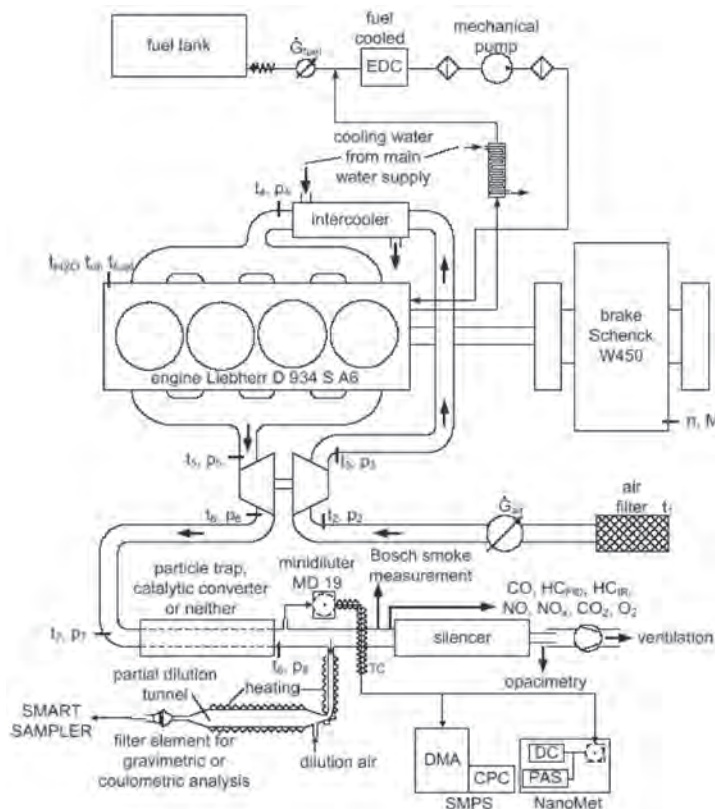 fuel tank
Ġfuel
fuel
cooled
EDC
mechanical
pump
cooling water
from main
water supply
t4, p4
intercooler
tH2O, toil, tfuel
brake
Schenck
W450
engine Liebherr D 934 S A6
n, M
t5, p5
t3, p3
t6, p6
t2, p2
Ġair
air
filter
particle trap,
catalytic converter
or neither
minidiluter
MD 19
Bosch smoke
measurement
CO, HCFID, HCIR,
NO, NOx, CO2, O2
t7, p7
silencer
ventilation
TC
opacimetry
partial dilution
tunnel
heating
SMART
SAMPLER
filter element for
gravimetric or
coulometric analysis
dilution air
DMA
CPC
SMPS
DC
PAS
NanoMet